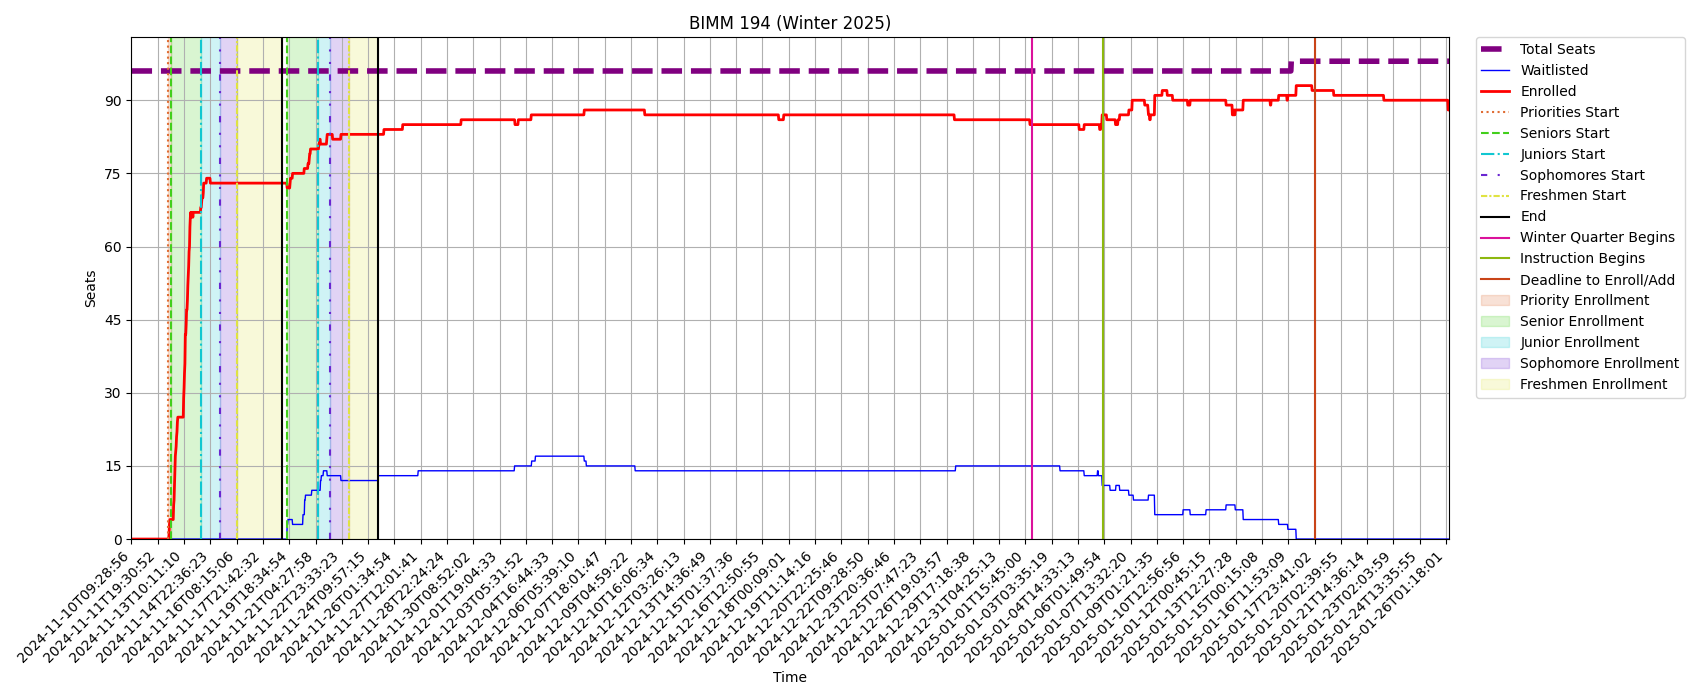 BIMM 194 (Winter 2025)
Seats
90
75
60
45
30
15
0
2024-11-10T09:28:56
2024-11-11T19:30:52
2024-11-13T10:11:10
2024-11-14T22:36:23
2024-11-16T08:15:06
2024-11-17T21:42:32
2024-11-19T18:34:54
2024-11-21T04:27:58
2024-11-22T23:33:23
2024-11-24T09:57:15
2024-11-26T01:34:54
2024-11-27T12:01:41
2024-11-28T22:24:24
2024-11-30T08:52:02
2024-12-01T19:04:33
2024-12-03T05:31:52
2024-12-04T16:44:33
2024-12-06T05:39:10
2024-12-07T18:01:47
2024-12-09T04:59:22
2024-12-10T16:06:34
2024-12-12T03:26:13
2024-12-13T14:36:49
2024-12-15T01:37:36
2024-12-16T12:50:55
2024-12-18T00:09:01
2024-12-19T11:14:16
2024-12-20T22:25:46
2024-12-22T09:28:50
2024-12-23T20:36:46
2024-12-25T07:47:23
2024-12-26T19:03:57
2024-12-29T17:18:38
2024-12-31T04:25:13
2025-01-01T15:45:00
2025-01-03T03:35:19
2025-01-04T14:33:13
2025-01-06T01:49:54
2025-01-07T13:32:20
2025-01-09T01:21:35
2025-01-10T12:56:56
2025-01-12T00:45:15
2025-01-13T12:27:28
2025-01-15T00:15:08
2025-01-16T11:53:09
2025-01-17T23:41:02
2025-01-20T02:39:55
2025-01-21T14:36:14
2025-01-23T02:03:59
2025-01-24T13:35:55
2025-01-26T01:18:01
Time
Total Seats
Waitlisted
Enrolled
Priorities Start
Seniors Start
Juniors Start
Sophomores Start
Freshmen Start
End
Winter Quarter Begins
Instruction Begins
Deadline to Enroll/Add
Priority Enrollment
Senior Enrollment
Junior Enrollment
Sophomore Enrollment
Freshmen Enrollment